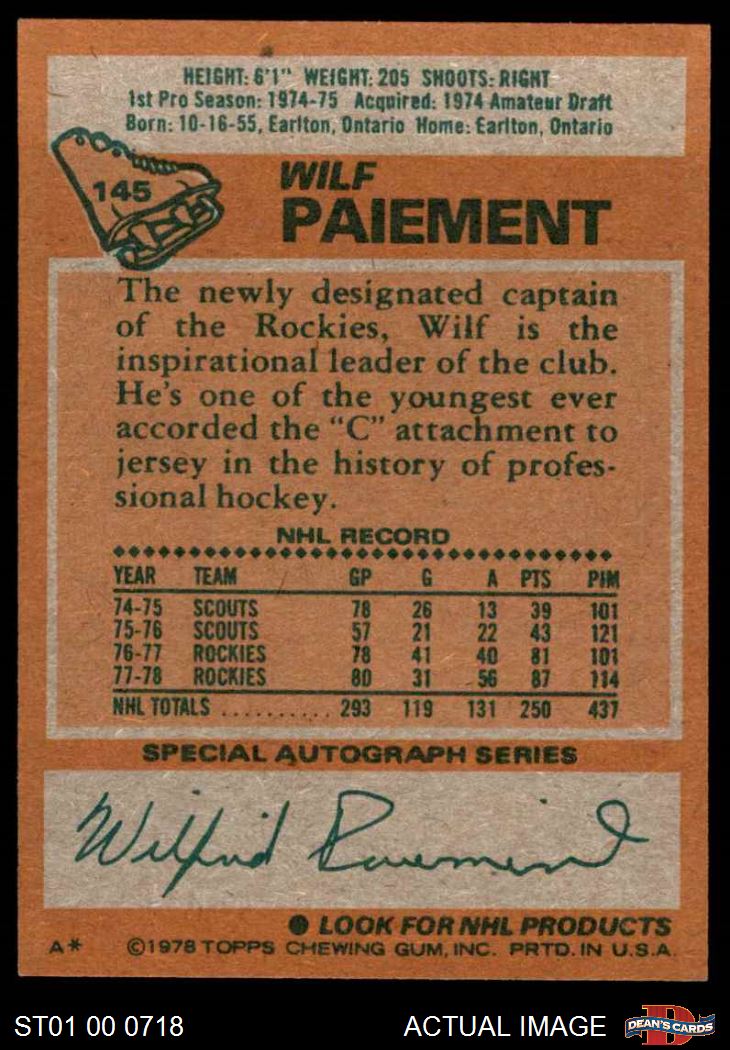 HEIGHT: 6'1" WEIGHT: 205 SHOOTS: RIGHT
1st Pro Season: 1974-75 Acquired: 1974 Amateur Draft
Born: 10-16-55, Earlton, Ontario Home: Earlton, Ontario
145
WILF
PAIEMENT
The newly designated captain
of the Rockies, Wilf is the
inspirational leader of the club.
He's one of the youngest ever
accorded the "C" attachment to
jersey in the history of profes-
sional hockey.
NHL RECORD
YEAR TEAM GP G A PTS PIM
74-75 SCOUTS 78 26 13 39 101
75-76 SCOUTS 57 21 22 43 121
76-77 ROCKIES 78 41 40 81 101
77-78 ROCKIES 80 31 56 87 114
NHL TOTALS .......... 293 119 131 250 437
SPECIAL AUTOGRAPH SERIES
Wilfrid Paiement
● LOOK FOR NHL PRODUCTS
A* ©1978 TOPPS CHEWING GUM, INC. PRTD. IN U.S.A.
ST01 00 0718 ACTUAL IMAGE DEAN'S CARDS